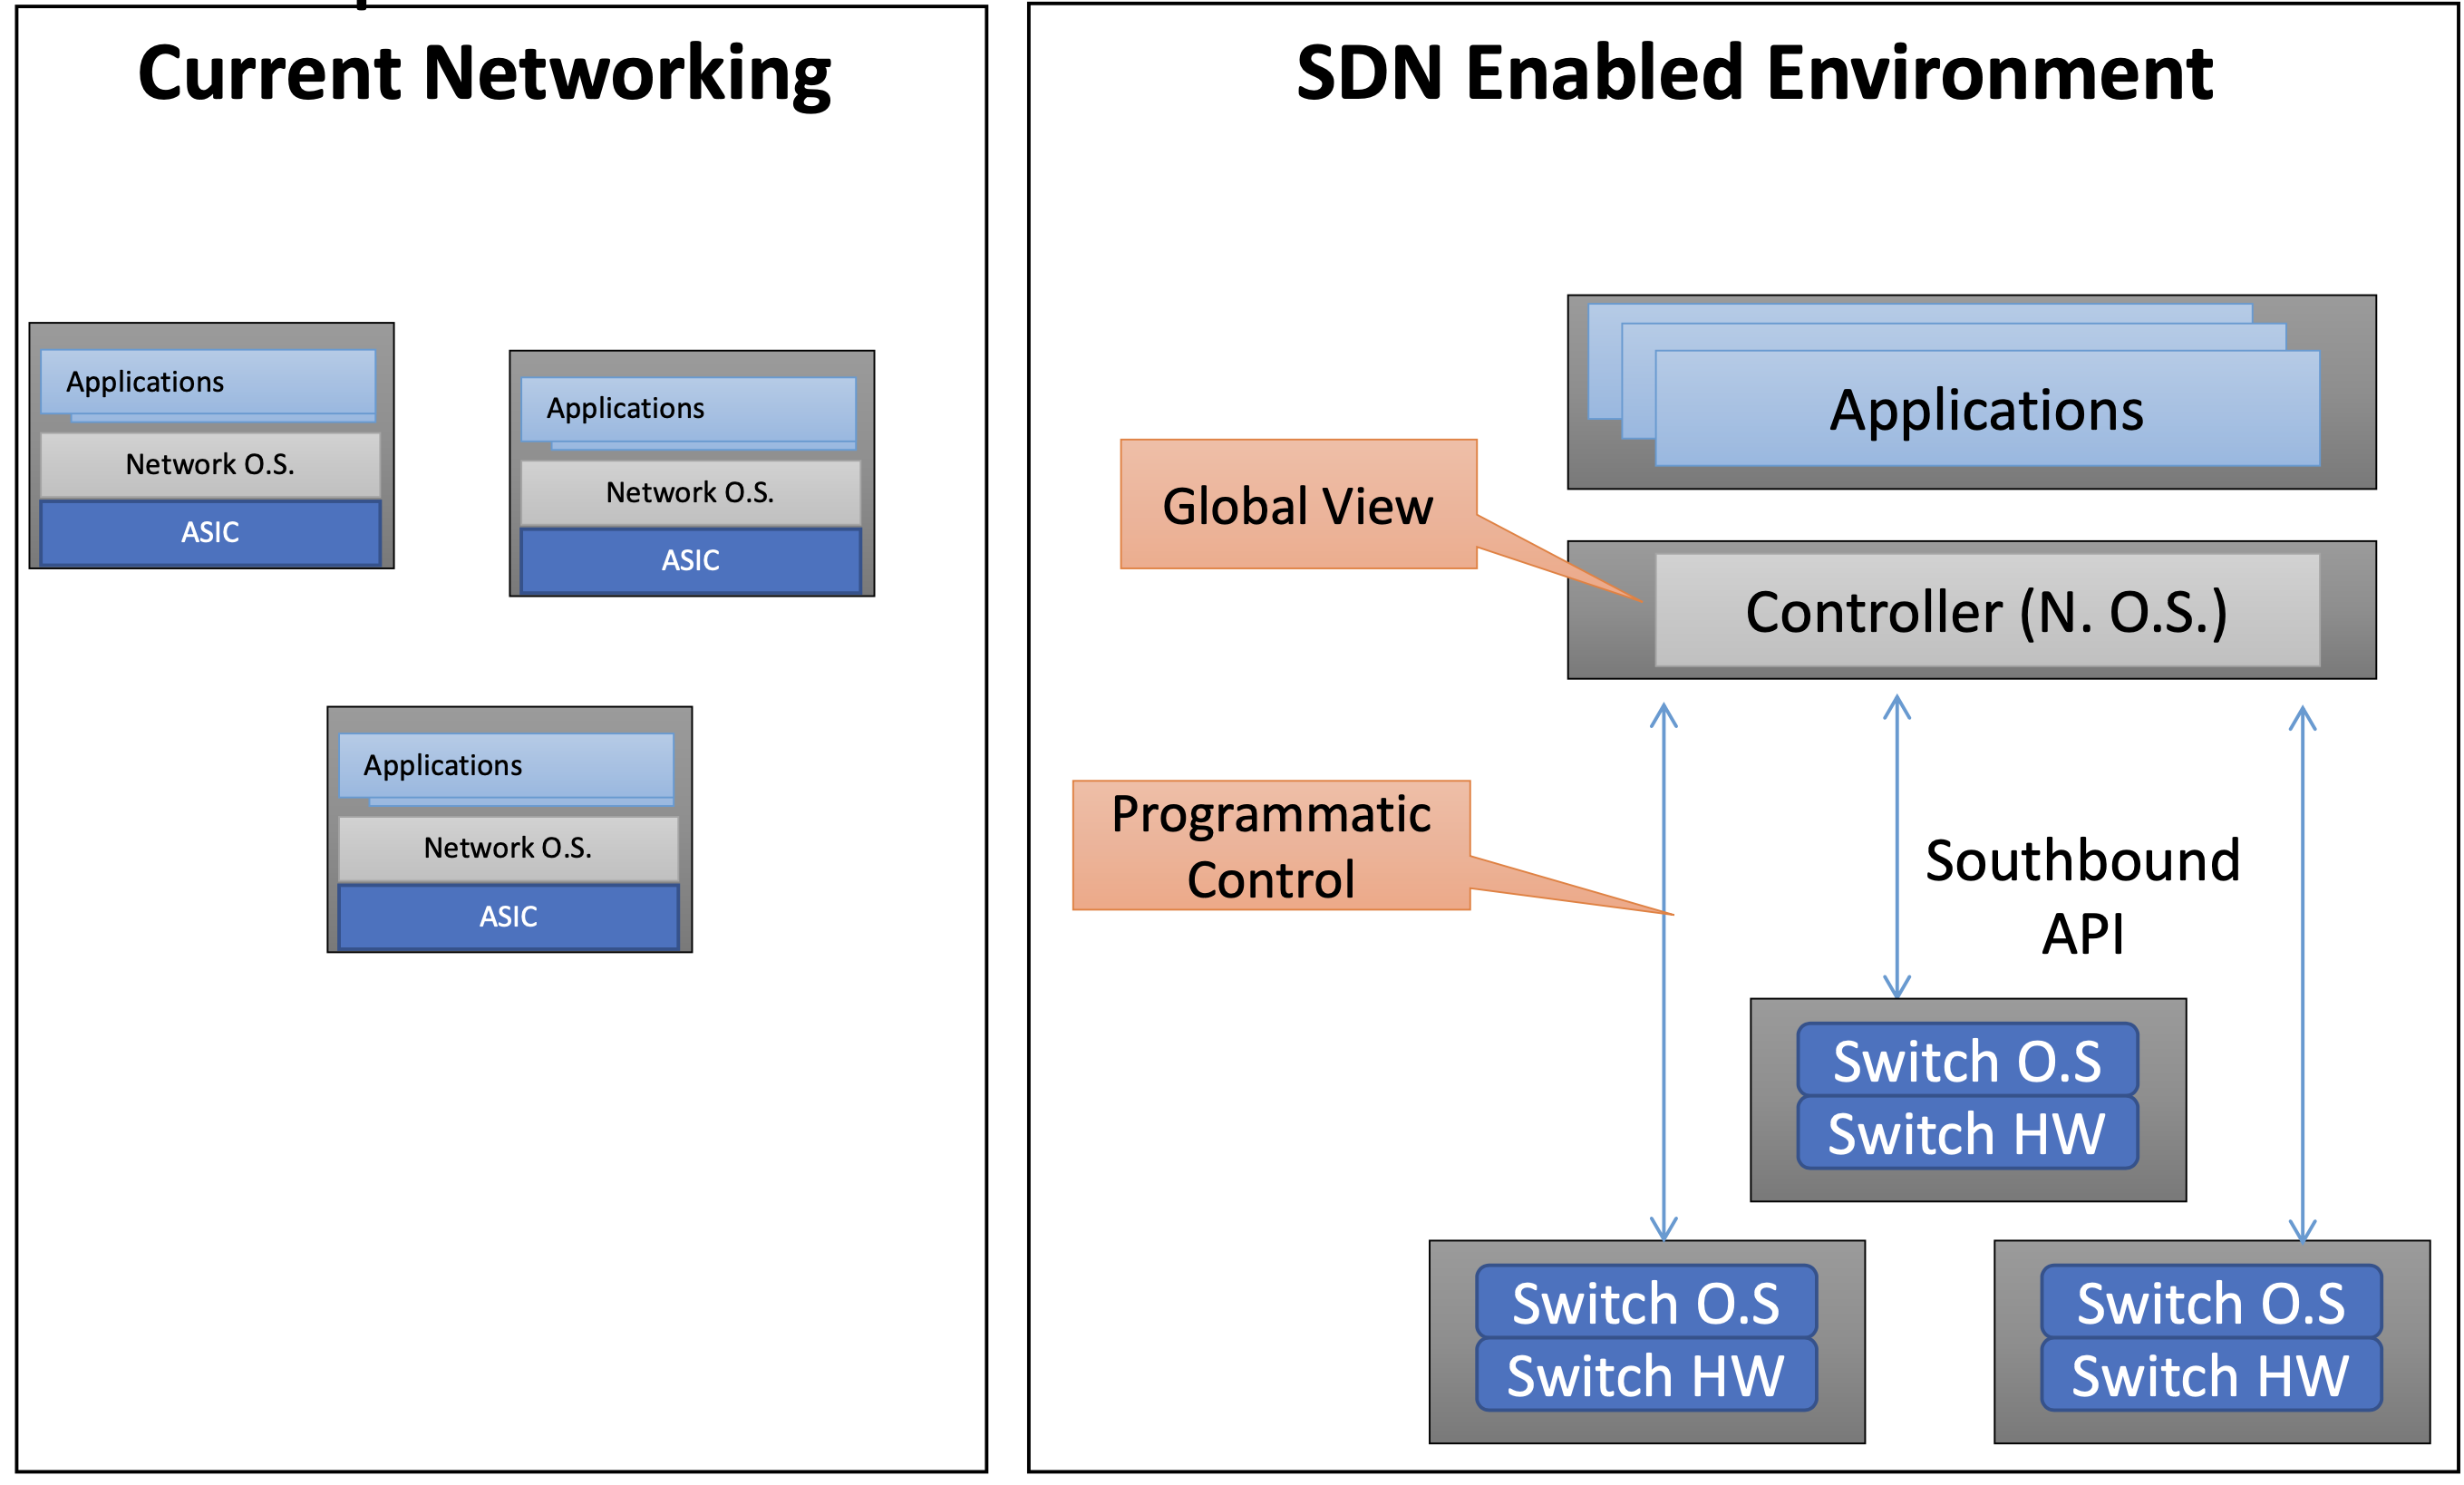 Current Networking
Applications
Network O.S.
ASIC
Applications
Network O.S.
ASIC
Applications
Network O.S.
ASIC
SDN Enabled Environment
Applications
Global View
Controller (N. O.S.)
Programmatic
Control
Southbound
API
Switch O.S
Switch HW
Switch O.S
Switch HW
Switch O.S
Switch HW